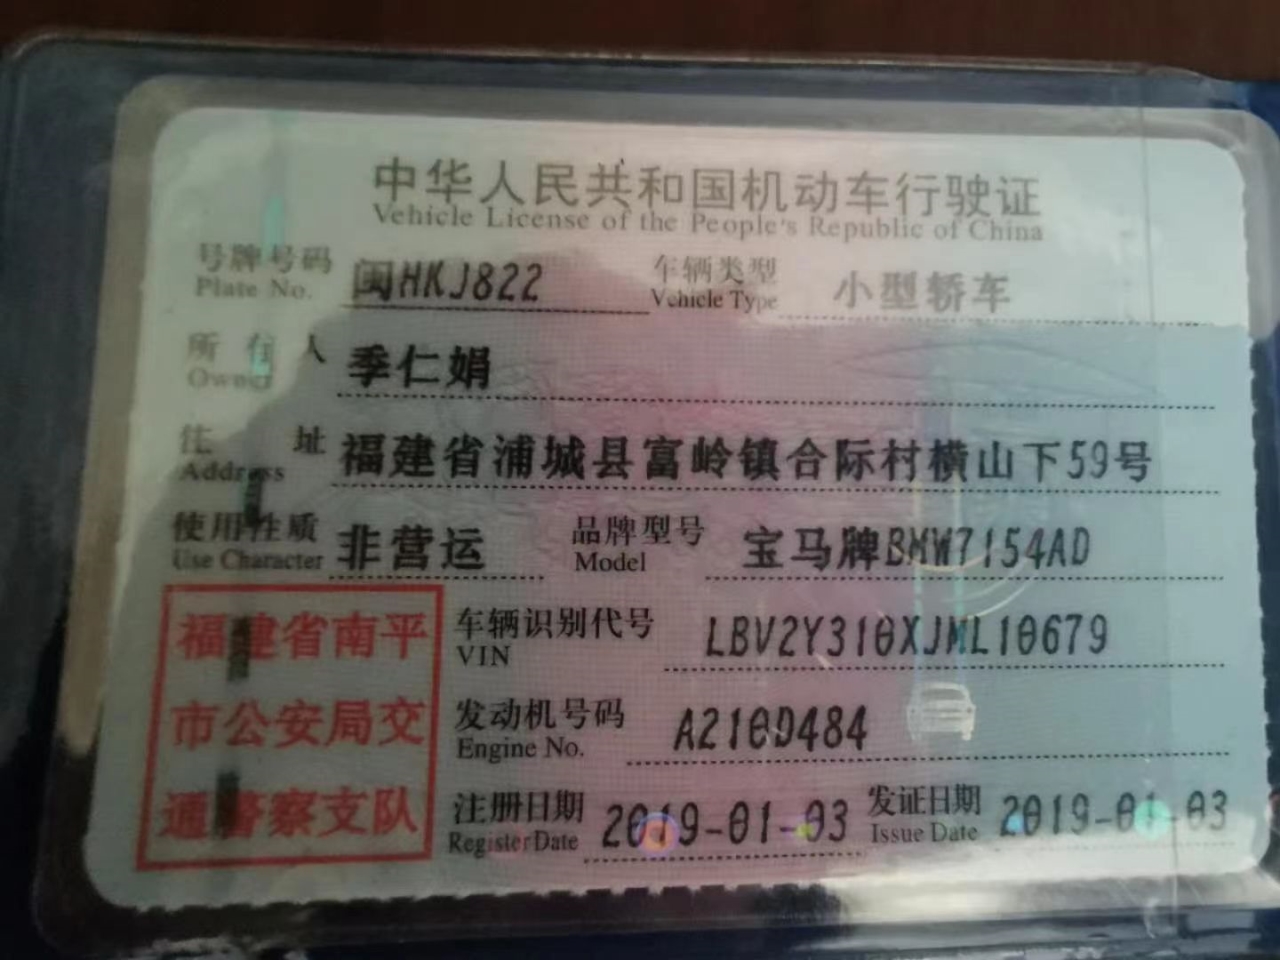 中华人民共和国机动车行驶证
Vehicle License of the People's Republic of China
号牌号码 闽HKJ822 车辆类型 小型轿车
Plate No. Vehicle Type
所有人 季仁娟
Owner
住址 福建省浦城县富岭镇合际村横山下59号
Address
使用性质 非营运 品牌型号 宝马牌BMW7154AD
Use Character Model
福建省南平
市公安局交
通警察支队
车辆识别代号 LBV2Y310XJML10679
VIN
发动机号码 A210D484
Engine No.
注册日期 2019-01-03 发证日期 2019-01-03
Register Date Issue Date